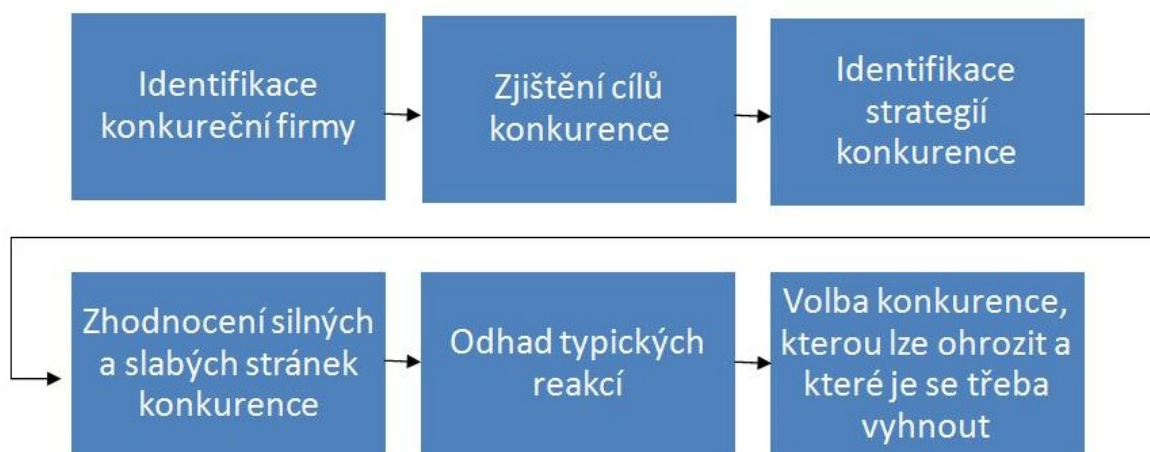 Identifikace
konkureční firmy
Zjištění cílů
konkurence
Identifikace
strategií
konkurence
Zhodnocení silných
a slabých stránek
konkurence
Odhad typických
reakcí
Volba konkurence,
kterou lze ohrozit a
které je se třeba
vyhnout